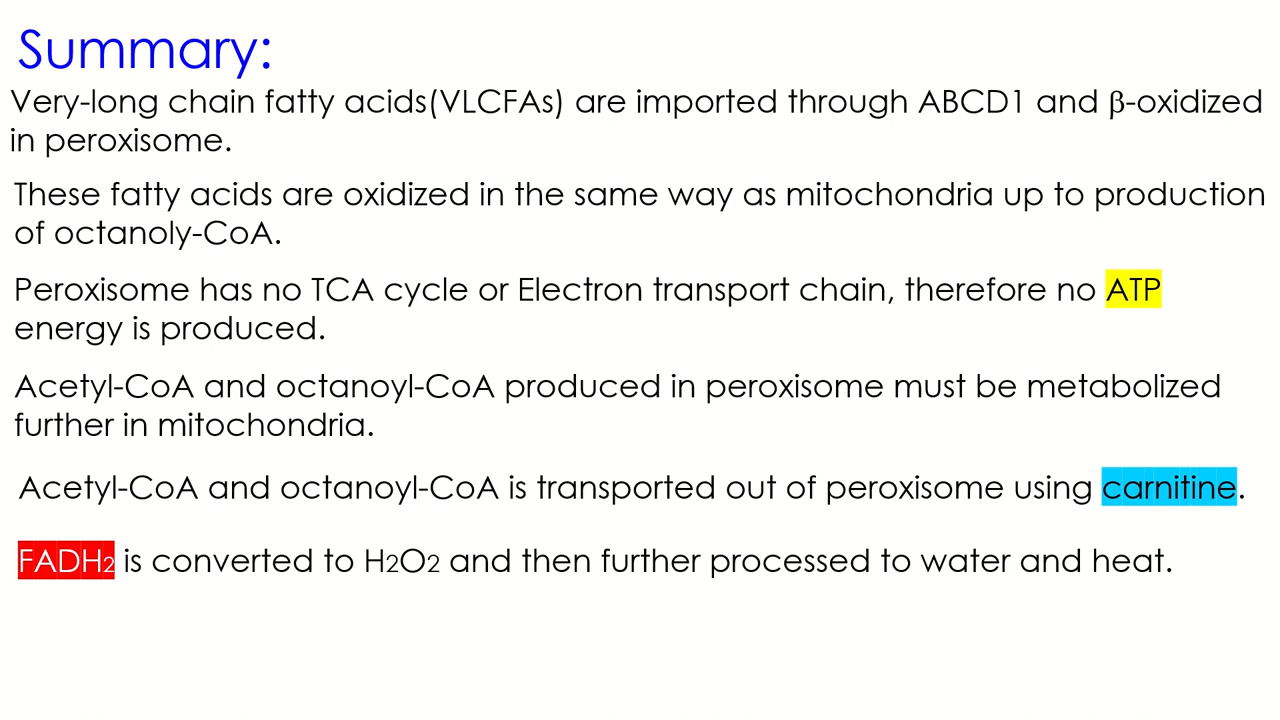 Summary:
Very-long chain fatty acids(VLCFAs) are imported through ABCD1 and β-oxidized
in peroxisome.
These fatty acids are oxidized in the same way as mitochondria up to production
of octanoly-CoA.
Peroxisome has no TCA cycle or Electron transport chain, therefore no ATP
energy is produced.
Acetyl-CoA and octanoyl-CoA produced in peroxisome must be metabolized
further in mitochondria.
Acetyl-CoA and octanoyl-CoA is transported out of peroxisome using carnitine.
FADH2 is converted to H2O2 and then further processed to water and heat.